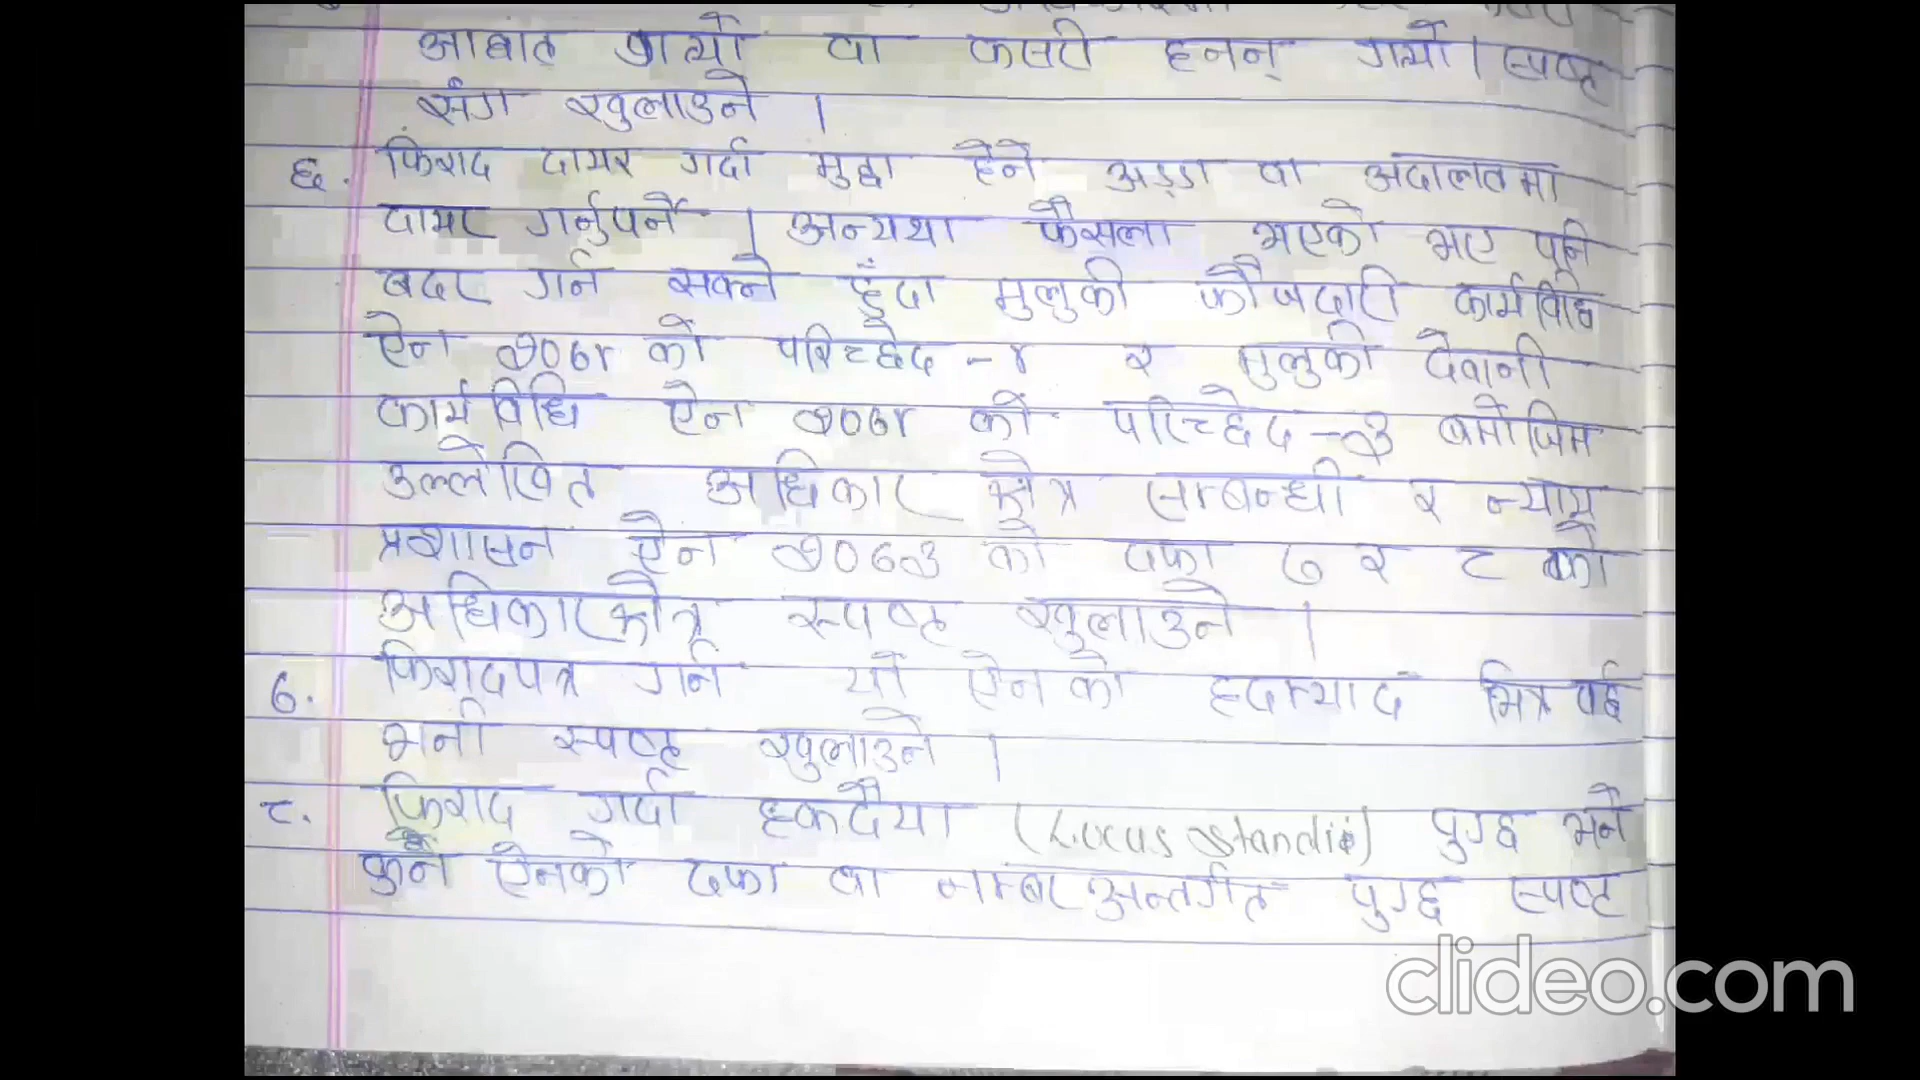 आघात पार्‍यो वा कसरी हनन् गर्‍यो। स्पष्ट
संग खुलाउने ।
६. फिराद दायर गर्दा मुद्दा हेर्ने अड्डा वा अदालतमा
दायर गर्नुपर्ने । अन्यथा फैसला भएको भए पनि
बदर गर्न सक्ने हुँदा मुलुकी फौजदारी कार्यविधि
ऐन २०७४ को परिच्छेद -४ र मुलुकी देवानी
कार्यविधि ऐन २०७४ को परिच्छेद -३ बमोजिम
उल्लेखित अधिकार क्षेत्र सम्बन्धी र न्याय
प्रशासन ऐन २०७३ को दफा ७ र ८ को
अधिकारक्षेत्र स्पष्ट खुलाउने ।
७. फिरादपत्र गर्न यो ऐनको हदम्याद भित्र पर्छ
भनी स्पष्ट खुलाउने ।
८. फिराद गर्दा हकदैया (Locus Standii) पुग्छ भने
कुन ऐनको दफा वा नम्बर अन्तर्गत पुग्छ स्पष्ट
clideo.com